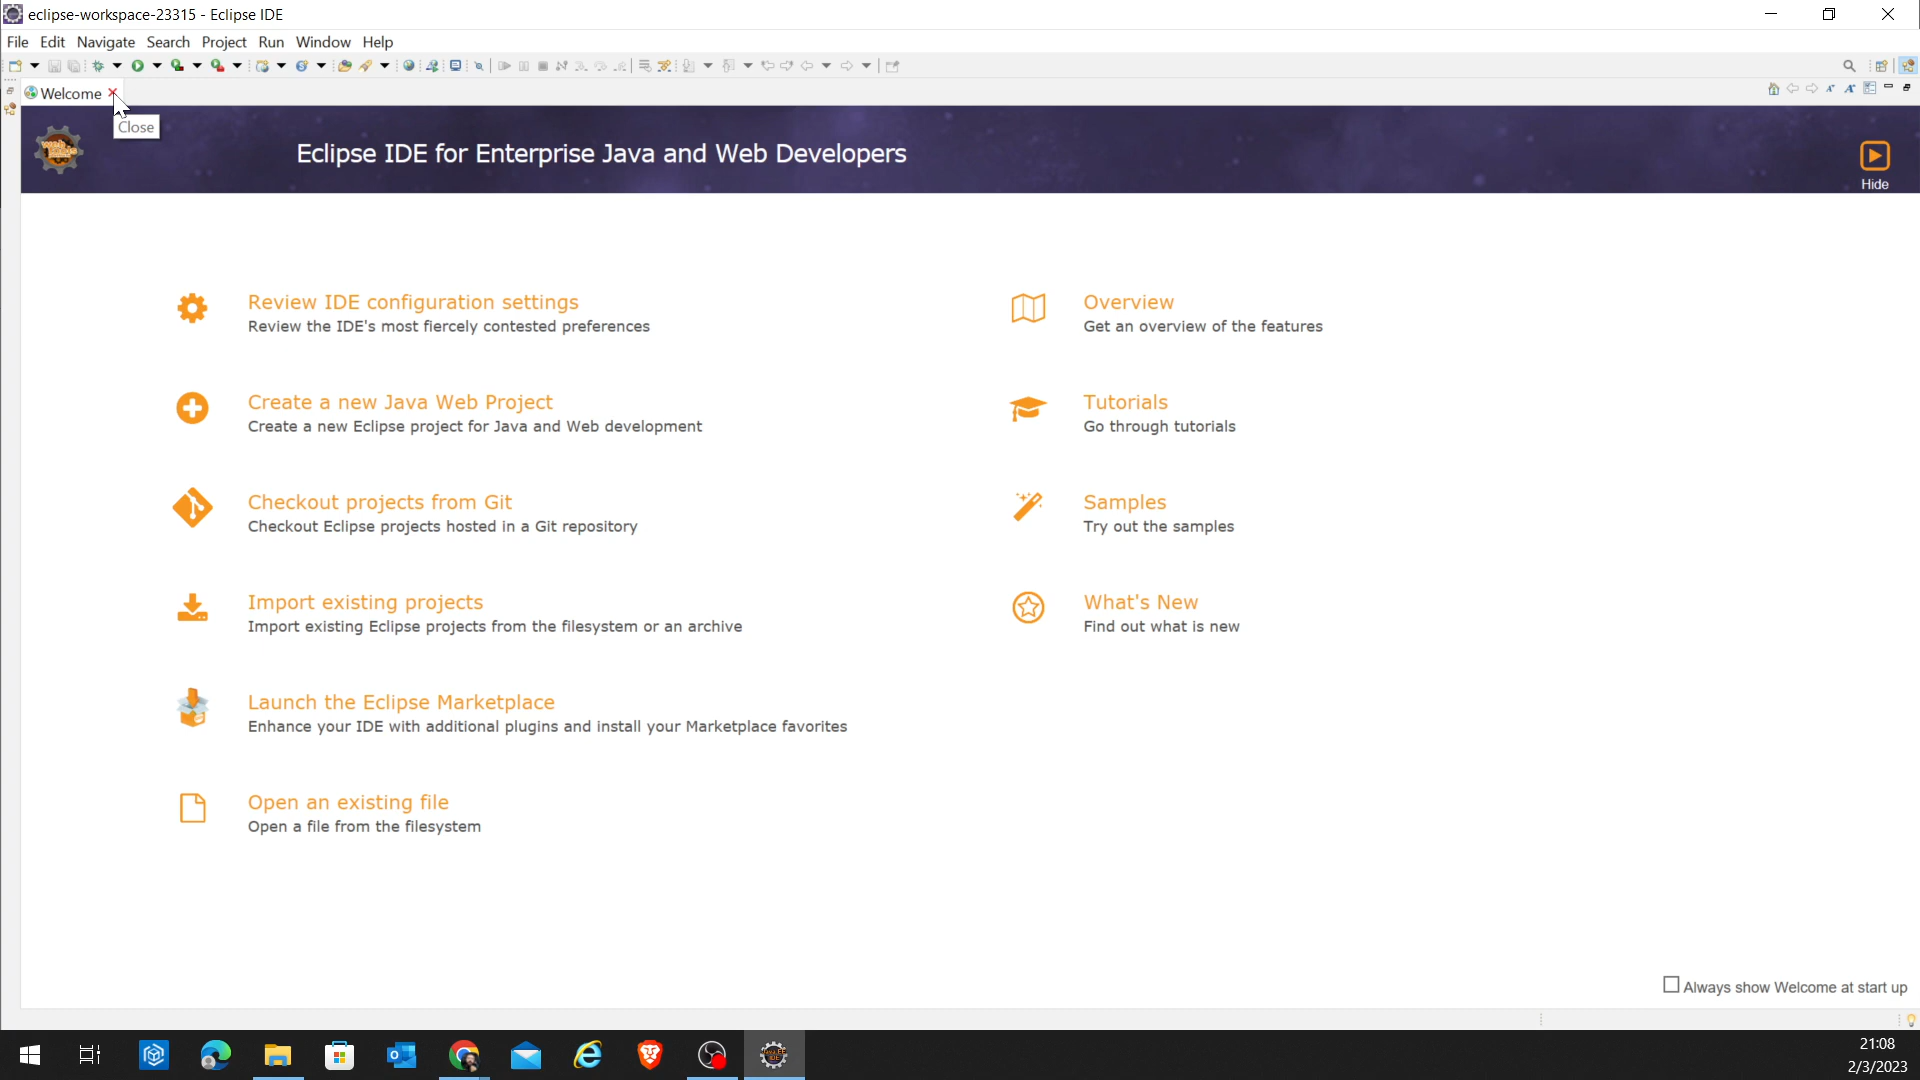 eclipse-workspace-23315 - Eclipse IDE
File Edit Navigate Search Project Run Window Help
Welcome
Close
Eclipse IDE for Enterprise Java and Web Developers
Hide
Review IDE configuration settings
Review the IDE's most fiercely contested preferences
Create a new Java Web Project
Create a new Eclipse project for Java and Web development
Checkout projects from Git
Checkout Eclipse projects hosted in a Git repository
Import existing projects
Import existing Eclipse projects from the filesystem or an archive
Launch the Eclipse Marketplace
Enhance your IDE with additional plugins and install your Marketplace favorites
Open an existing file
Open a file from the filesystem
Overview
Get an overview of the features
Tutorials
Go through tutorials
Samples
Try out the samples
What's New
Find out what is new
Always show Welcome at start up
21:08
2/3/2023